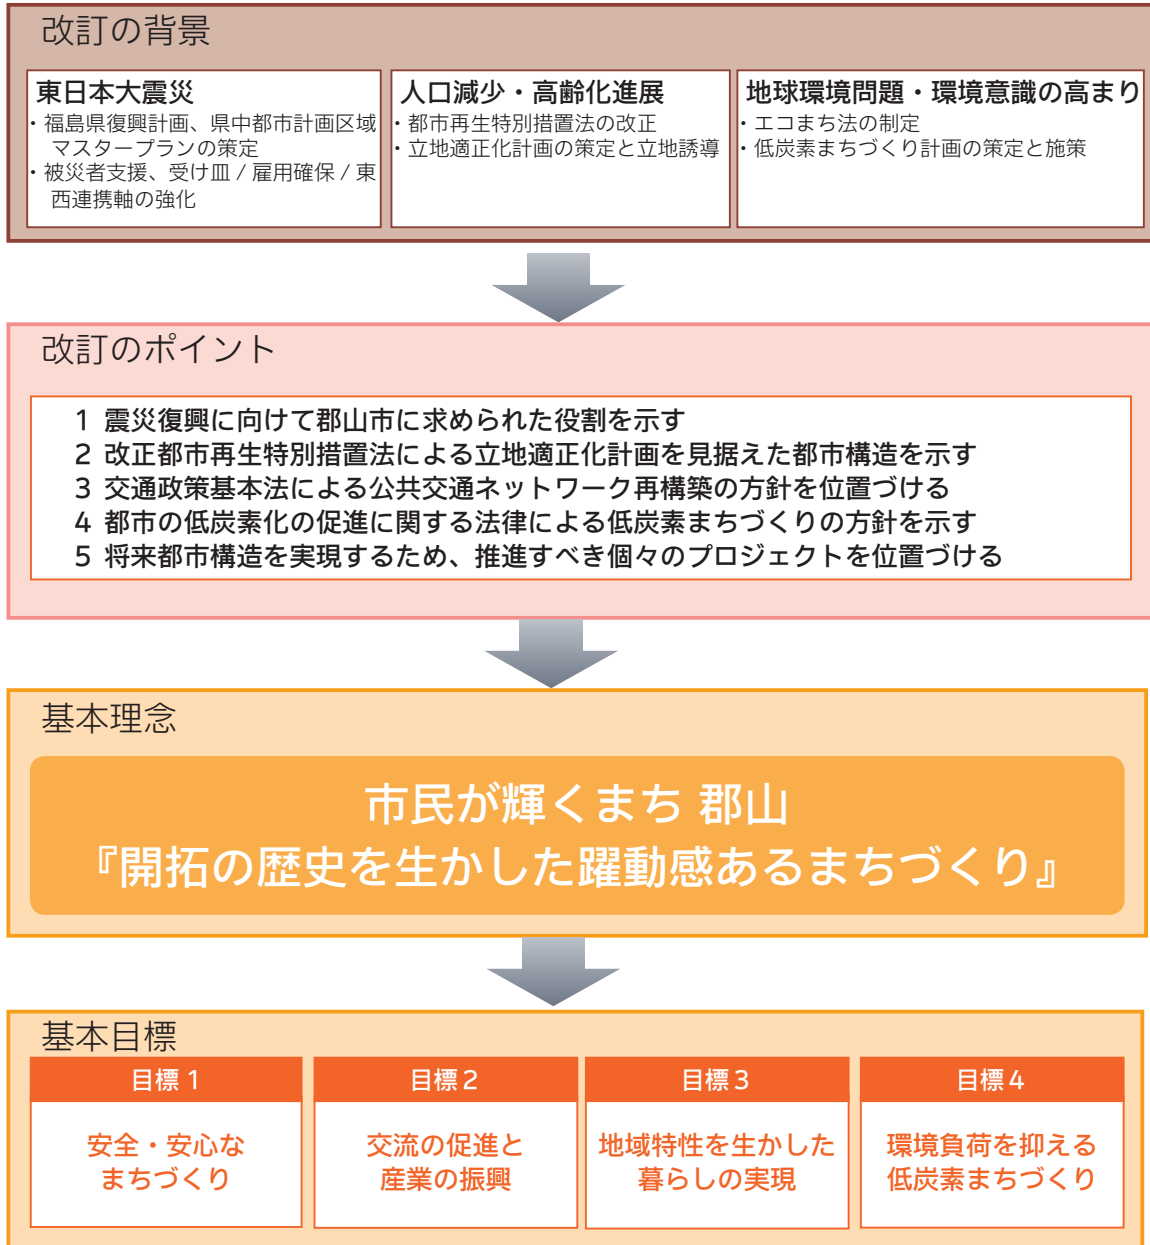 改訂の背景
東日本大震災
・福島県復興計画、県中都市計画区域
マスタープランの策定
・被災者支援、受け皿 / 雇用確保 / 東
西連携軸の強化
人口減少・高齢化進展
・都市再生特別措置法の改正
・立地適正化計画の策定と立地誘導
地球環境問題・環境意識の高まり
・エコまち法の制定
・低炭素まちづくり計画の策定と施策
改訂のポイント
1 震災復興に向けて郡山市に求められた役割を示す
2 改正都市再生特別措置法による立地適正化計画を見据えた都市構造を示す
3 交通政策基本法による公共交通ネットワーク再構築の方針を位置づける
4 都市の低炭素化の促進に関する法律による低炭素まちづくりの方針を示す
5 将来都市構造を実現するため、推進すべき個々のプロジェクトを位置づける
基本理念
市民が輝くまち 郡山
『開拓の歴史を生かした躍動感あるまちづくり』
基本目標
目標 1
安全・安心な
まちづくり
目標 2
交流の促進と
産業の振興
目標 3
地域特性を生かした
暮らしの実現
目標 4
環境負荷を抑える
低炭素まちづくり